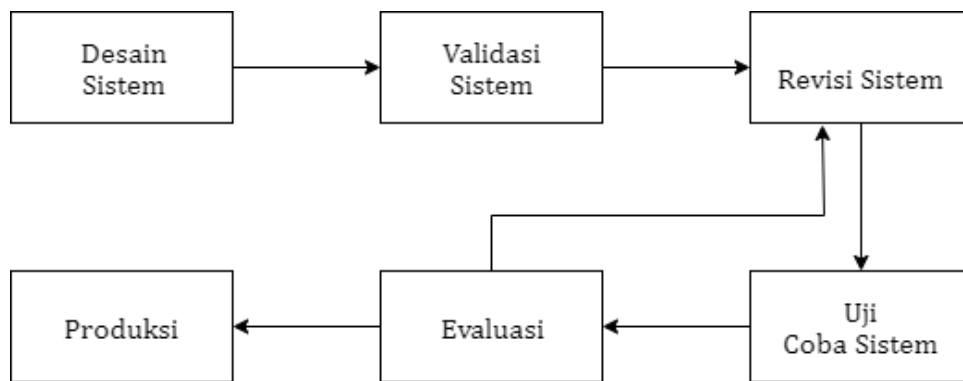 Desain
Sistem
Validasi
Sistem
Revisi Sistem
Produksi
Evaluasi
Uji
Coba Sistem